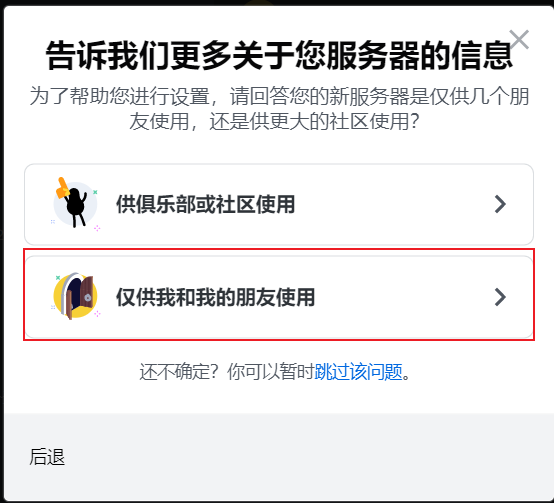 告诉我们更多关于您服务器的信息
为了帮助您进行设置，请回答您的新服务器是仅供几个朋
友使用，还是供更大的社区使用？
供俱乐部或社区使用
仅供我和我的朋友使用
还不确定？你可以暂时跳过该问题。
后退